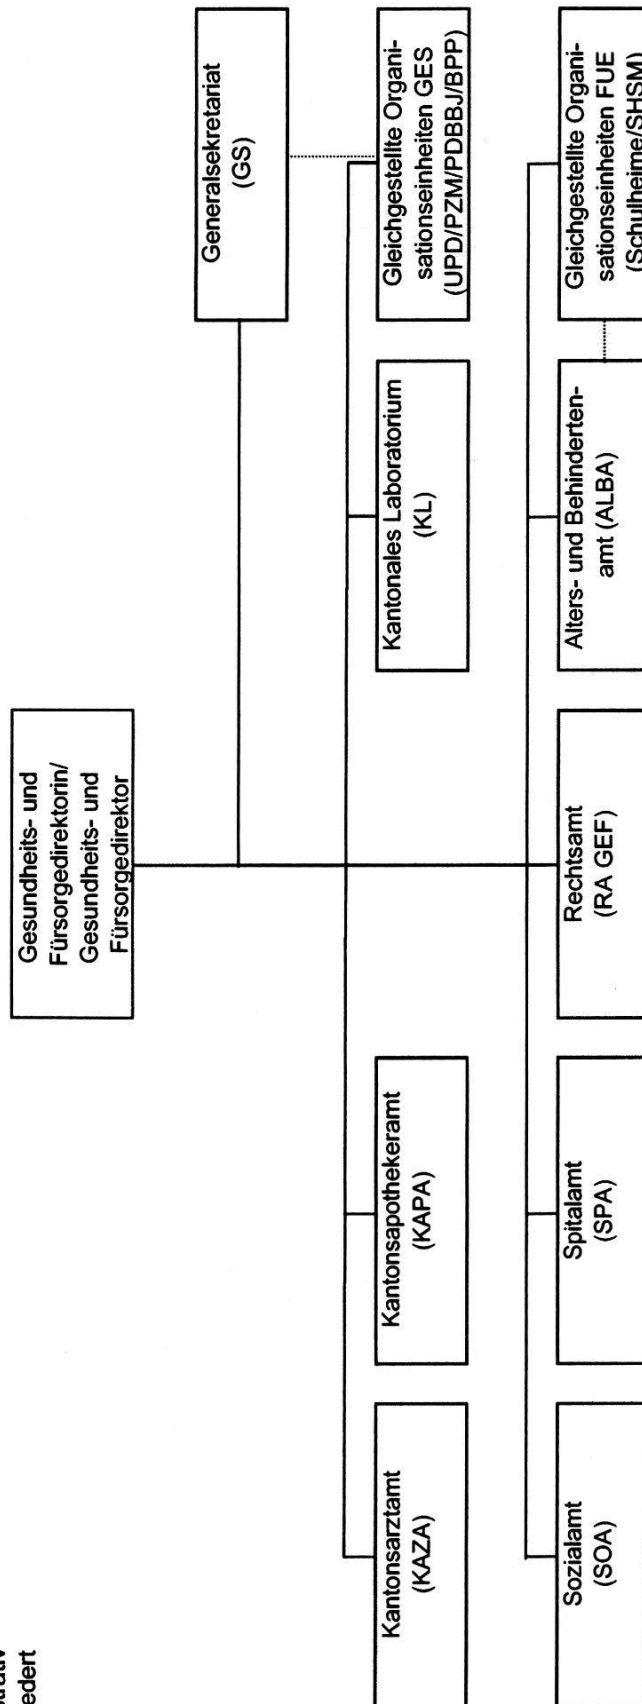 Gesundheits- und
Fürsorgedirektorin/
Gesundheits- und
Fürsorgedirektor
Generalsekretariat
(GS)
Kantonsarztamt
(KAZA)
Kantonsapothekeramt
(KAPA)
Kantonales Laboratorium
(KL)
Gleichgestellte Organi-
sationseinheiten GES
(UPD/PZM/PDBBJ/BPP)
Sozialamt
(SOA)
Spitalamt
(SPA)
Rechtsamt
(RA GEF)
Alters- und Behinderten-
amt (ALBA)
Gleichgestellte Organi-
sationseinheiten FUE
(Schulheime/SHSM)